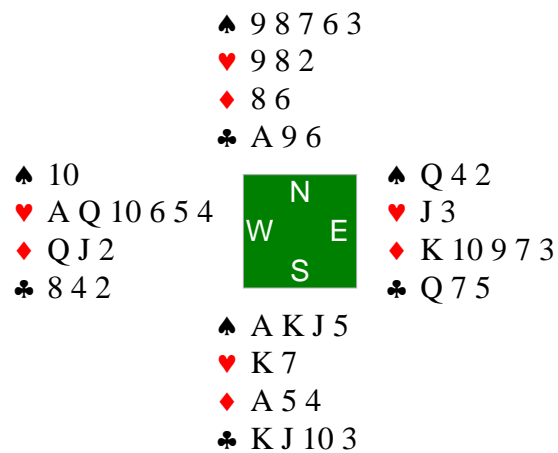 ♠ 9 8 7 6 3
♥ 9 8 2
♦ 8 6
♣ A 9 6
♠ 10
♥ A Q 10 6 5 4
♦ Q J 2
♣ 8 4 2
N
W E
S
♠ Q 4 2
♥ J 3
♦ K 10 9 7 3
♣ Q 7 5
♠ A K J 5
♥ K 7
♦ A 5 4
♣ K J 10 3